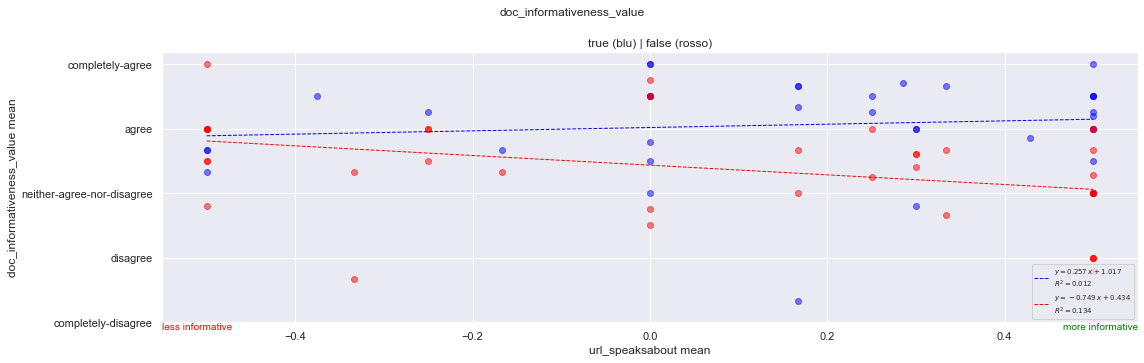 doc_informativeness_value
true (blu) | false (rosso)
completely-agree
agree
neither-agree-nor-disagree
disagree
completely-disagree
doc_informativeness_value mean
y = 0.257 x + 1.017
R² = 0.012
y = −0.749 x + 0.434
R² = 0.134
less informative
more informative
−0.4 −0.2 0.0 0.2 0.4
url_speaksabout mean